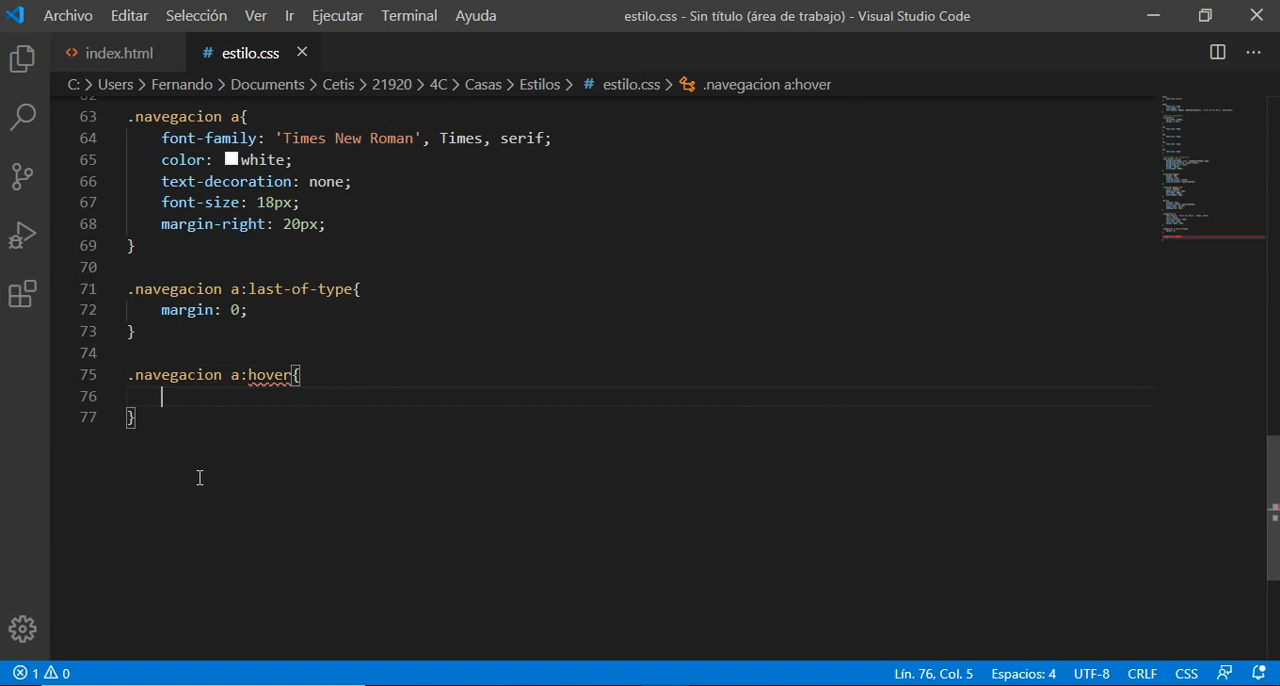 Archivo Editar Selección Ver Ir Ejecutar Terminal Ayuda estilo.css - Sin título (área de trabajo) - Visual Studio Code
index.html # estilo.css
C: > Users > Fernando > Documents > Cetis > 21920 > 4C > Casas > Estilos > # estilo.css > .navegacion a:hover
62
63 .navegacion a{
64 font-family: 'Times New Roman', Times, serif;
65 color: white;
66 text-decoration: none;
67 font-size: 18px;
68 margin-right: 20px;
69 }
70
71 .navegacion a:last-of-type{
72 margin: 0;
73 }
74
75 .navegacion a:hover{
76
77 }
1 0 Lín. 76, Col. 5 Espacios: 4 UTF-8 CRLF CSS